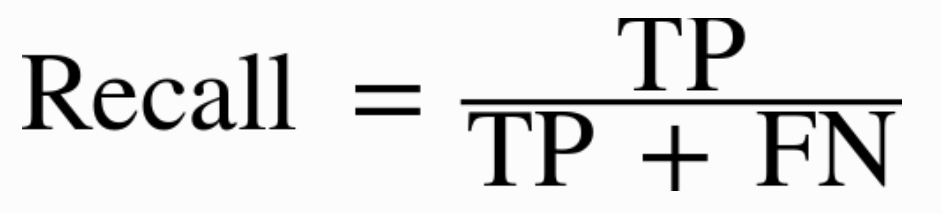 Recall = TP
TP + FN